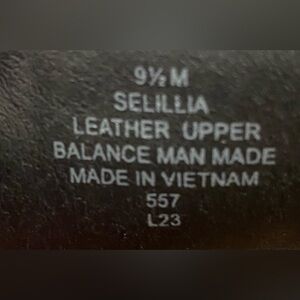 9½ M
SELILLIA
LEATHER UPPER
BALANCE MAN MADE
MADE IN VIETNAM
557
L23